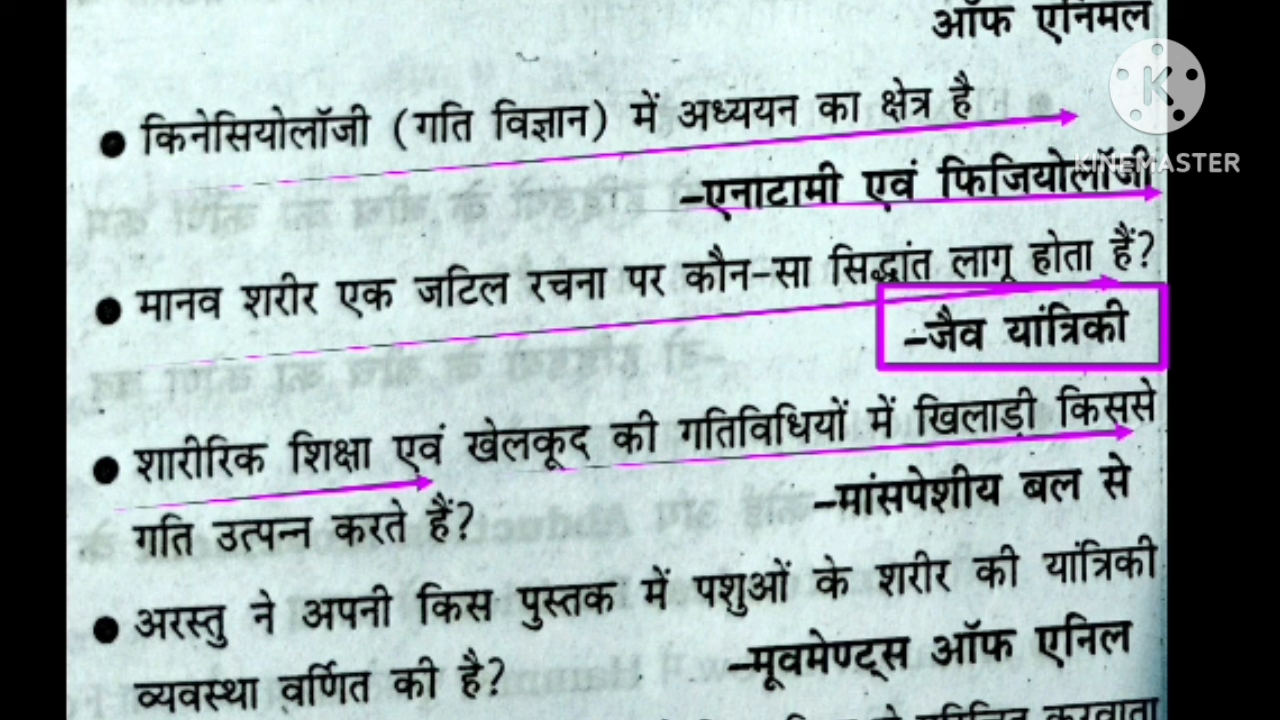 ऑफ एनिमल
● किनेसियोलॉजी (गति विज्ञान) में अध्ययन का क्षेत्र है
–एनाटामी एवं फिजियोलॉजी
● मानव शरीर एक जटिल रचना पर कौन-सा सिद्धांत लागू होता हैं?
–जैव यांत्रिकी
● शारीरिक शिक्षा एवं खेलकूद की गतिविधियों में खिलाड़ी किससे
गति उत्पन्न करते हैं? –मांसपेशीय बल से
● अरस्तु ने अपनी किस पुस्तक में पशुओं के शरीर की यांत्रिकी
व्यवस्था वर्णित की है? –मूवमेण्ट्स ऑफ एनिल
K
KINEMASTER